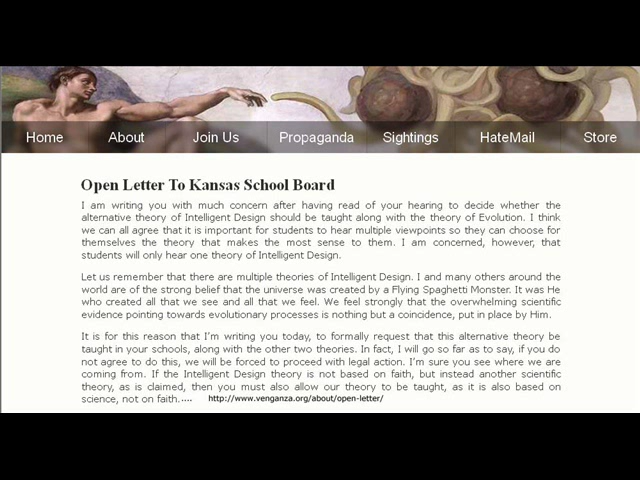 Home About Join Us Propaganda Sightings HateMail Store
Open Letter To Kansas School Board
I am writing you with much concern after having read of your hearing to decide whether the
alternative theory of Intelligent Design should be taught along with the theory of Evolution. I think
we can all agree that it is important for students to hear multiple viewpoints so they can choose for
themselves the theory that makes the most sense to them. I am concerned, however, that
students will only hear one theory of Intelligent Design.
Let us remember that there are multiple theories of Intelligent Design. I and many others around the
world are of the strong belief that the universe was created by a Flying Spaghetti Monster. It was He
who created all that we see and all that we feel. We feel strongly that the overwhelming scientific
evidence pointing towards evolutionary processes is nothing but a coincidence, put in place by Him.
It is for this reason that I'm writing you today, to formally request that this alternative theory be
taught in your schools, along with the other two theories. In fact, I will go so far as to say, if you do
not agree to do this, we will be forced to proceed with legal action. I'm sure you see where we are
coming from. If the Intelligent Design theory is not based on faith, but instead another scientific
theory, as is claimed, then you must also allow our theory to be taught, as it is also based on
science, not on faith.... http://www.venganza.org/about/open-letter/